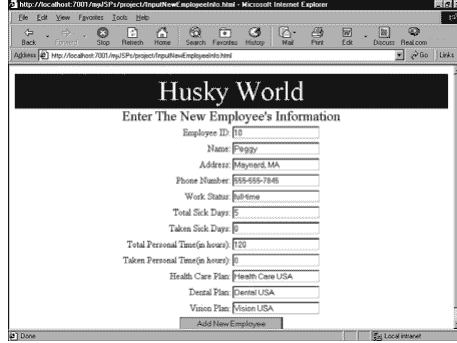 http://localhost:7001/myJSPs/project/InputNewEmployeeInfo.html - Microsoft Internet Explorer
File Edit View Favorites Tools Help
Back Forward Stop Refresh Home Search Favorites History Mail Print Edit Discuss Real.com
Address http://localhost:7001/myJSPs/project/InputNewEmployeeInfo.html Go Links
Husky World
Enter The New Employee's Information
Employee ID: 10
Name: Peggy
Address: Maynard, MA
Phone Number: 555-555-7845
Work Status: full-time
Total Sick Days: 5
Taken Sick Days: 0
Total Personal Time(in hours): 120
Taken Personal Time(in hours): 0
Health Care Plan: Health Care USA
Dental Plan: Dental USA
Vision Plan: Vision USA
Add New Employee
Done Local intranet